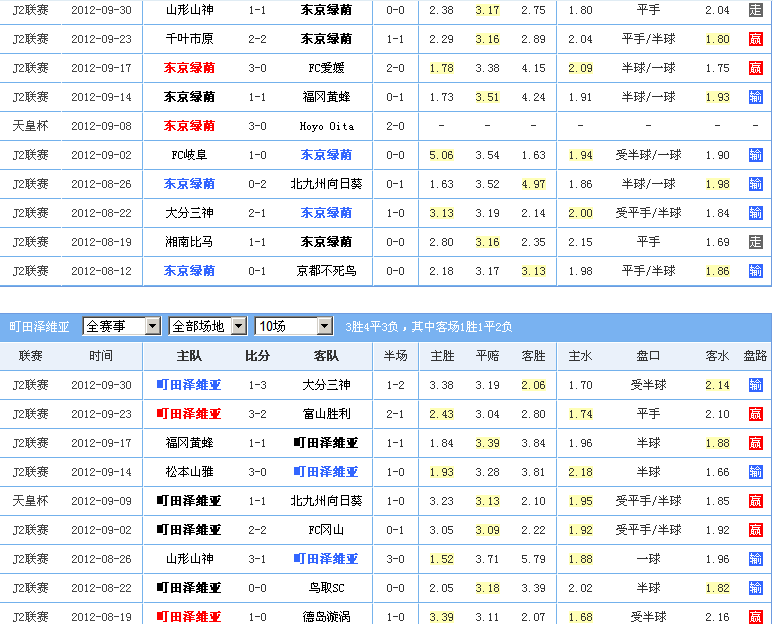 J2联赛 2012-09-30 山形山神 1-1 东京绿荫 0-0 2.38 3.17 2.75 1.80 平手 2.04 走
J2联赛 2012-09-23 千叶市原 2-2 东京绿荫 1-1 2.29 3.16 2.89 2.04 平手/半球 1.80 赢
J2联赛 2012-09-17 东京绿荫 3-0 FC爱媛 2-0 1.78 3.38 4.15 2.09 半球/一球 1.75 赢
J2联赛 2012-09-14 东京绿荫 1-1 福冈黄蜂 0-1 1.73 3.51 4.24 1.91 半球/一球 1.93 输
天皇杯 2012-09-08 东京绿荫 3-0 Hoyo Oita 2-0 - - - - - - -
J2联赛 2012-09-02 FC岐阜 1-0 东京绿荫 0-0 5.06 3.54 1.63 1.94 受半球/一球 1.90 输
J2联赛 2012-08-26 东京绿荫 0-2 北九州向日葵 0-1 1.63 3.52 4.97 1.86 半球/一球 1.98 输
J2联赛 2012-08-22 大分三神 2-1 东京绿荫 1-0 3.13 3.19 2.14 2.00 受平手/半球 1.84 输
J2联赛 2012-08-19 湘南比马 1-1 东京绿荫 0-0 2.80 3.16 2.35 2.15 平手 1.69 走
J2联赛 2012-08-12 东京绿荫 0-1 京都不死鸟 0-0 2.18 3.17 3.13 1.98 平手/半球 1.86 输
町田泽维亚 全赛事 全部场地 10场 3胜4平3负，其中客场1胜1平2负
联赛 时间 主队 比分 客队 半场 主胜 平赔 客胜 主水 盘口 客水 盘路
J2联赛 2012-09-30 町田泽维亚 1-3 大分三神 1-2 3.38 3.19 2.06 1.70 受半球 2.14 输
J2联赛 2012-09-23 町田泽维亚 3-2 富山胜利 2-1 2.43 3.04 2.80 1.74 平手 2.10 赢
J2联赛 2012-09-17 福冈黄蜂 1-1 町田泽维亚 1-1 1.84 3.39 3.84 1.96 半球 1.88 赢
J2联赛 2012-09-14 松本山雅 3-0 町田泽维亚 1-0 1.93 3.28 3.81 2.18 半球 1.66 输
天皇杯 2012-09-09 町田泽维亚 1-1 北九州向日葵 1-0 3.23 3.13 2.10 1.95 受平手/半球 1.85 赢
J2联赛 2012-09-02 町田泽维亚 2-2 FC冈山 0-1 3.05 3.09 2.22 1.92 受平手/半球 1.92 赢
J2联赛 2012-08-26 山形山神 3-1 町田泽维亚 3-0 1.52 3.71 5.79 1.88 一球 1.96 输
J2联赛 2012-08-22 町田泽维亚 0-0 鸟取SC 0-0 2.05 3.18 3.39 2.02 半球 1.82 输
J2联赛 2012-08-19 町田泽维亚 1-0 德岛漩涡 1-0 3.39 3.11 2.07 1.68 受半球 2.16 赢